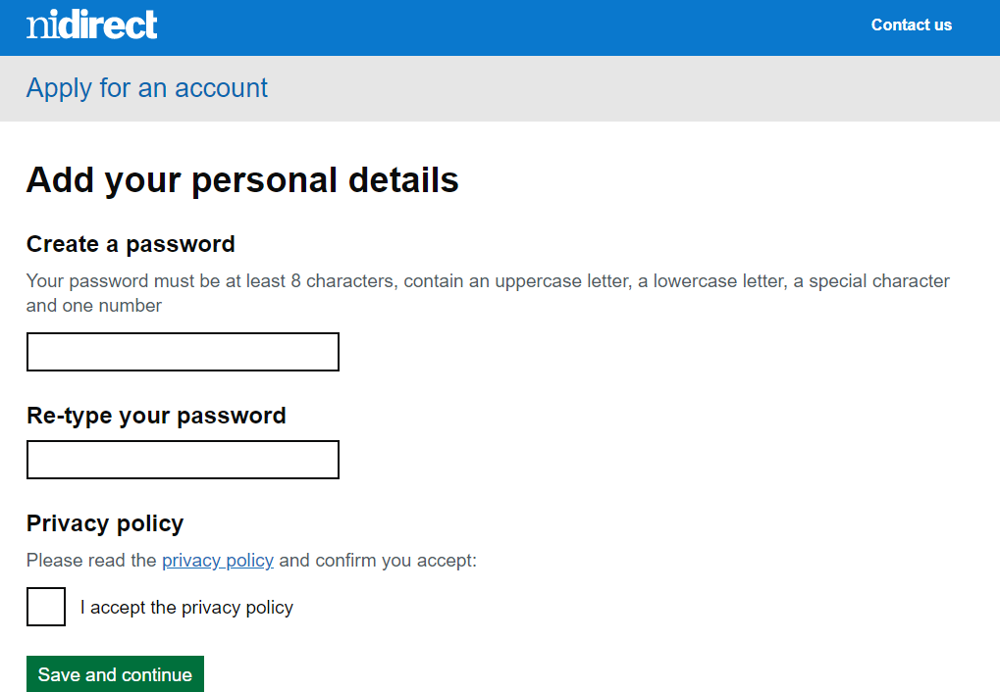 nidirect
Contact us
Apply for an account
Add your personal details
Create a password
Your password must be at least 8 characters, contain an uppercase letter, a lowercase letter, a special character
and one number
Re-type your password
Privacy policy
Please read the privacy policy and confirm you accept:
I accept the privacy policy
Save and continue